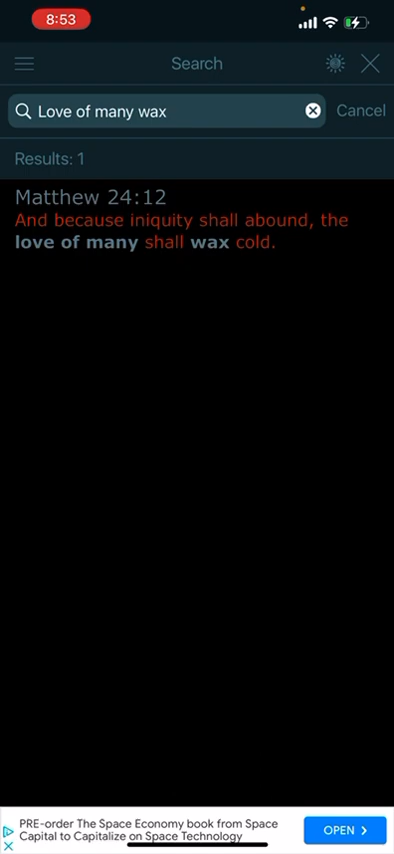 8:53
Search
Love of many wax
Cancel
Results: 1
Matthew 24:12
And because iniquity shall abound, the
love of many shall wax cold.
PRE-order The Space Economy book from Space
Capital to Capitalize on Space Technology
OPEN